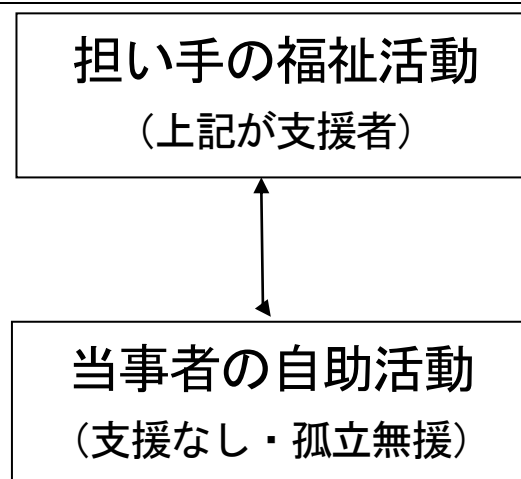 担い手の福祉活動
（上記が支援者）
当事者の自助活動
（支援なし・孤立無援）